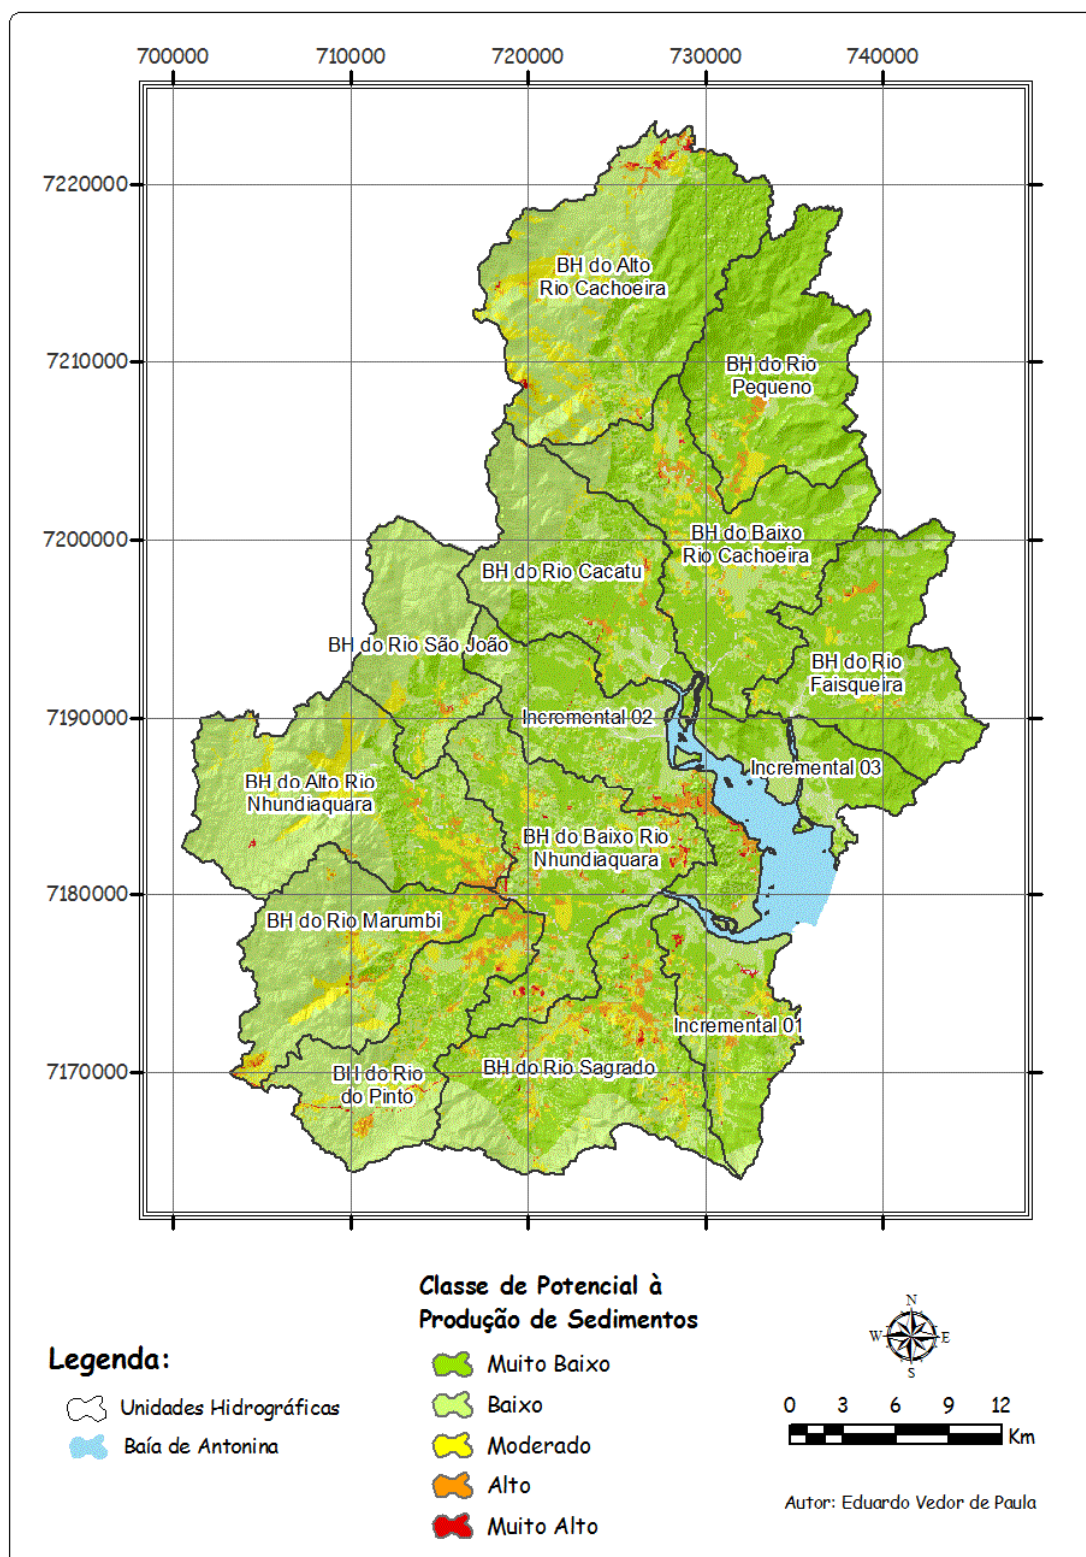 700000 710000 720000 730000 740000
7220000
BH do Alto
Rio Cachoeira
7210000
BH do Rio
Pequeno
7200000
BH do Baixo
Rio Cachoeira
BH do Rio Cacatu
BH do Rio São João
BH do Rio
Faisqueira
7190000
Incremental 02
Incremental 03
BH do Alto Rio
Nhundiaquara
BH do Baixo Rio
Nhundiaquara
7180000
BH do Rio Marumbi
Incremental 01
7170000
BH do Rio Sagrado
BH do Rio
do Pinto
Classe de Potencial à
Produção de Sedimentos
Legenda:
Unidades Hidrográficas
Baía de Antonina
Muito Baixo
Baixo
Moderado
Alto
Muito Alto
N
W E
S
0 3 6 9 12
Km
Autor: Eduardo Vedor de Paula